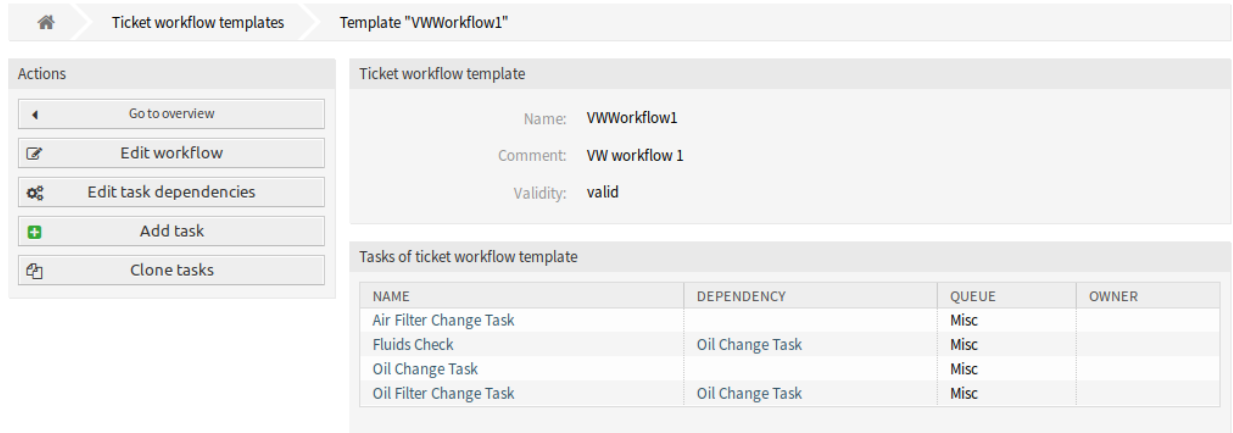 Ticket workflow templates Template "VWWorkflow1"
Actions
Go to overview
Edit workflow
Edit task dependencies
Add task
Clone tasks
Ticket workflow template
Name: VWWorkflow1
Comment: VW workflow 1
Validity: valid
Tasks of ticket workflow template
NAME DEPENDENCY QUEUE OWNER
Air Filter Change Task Misc
Fluids Check Oil Change Task Misc
Oil Change Task Misc
Oil Filter Change Task Oil Change Task Misc